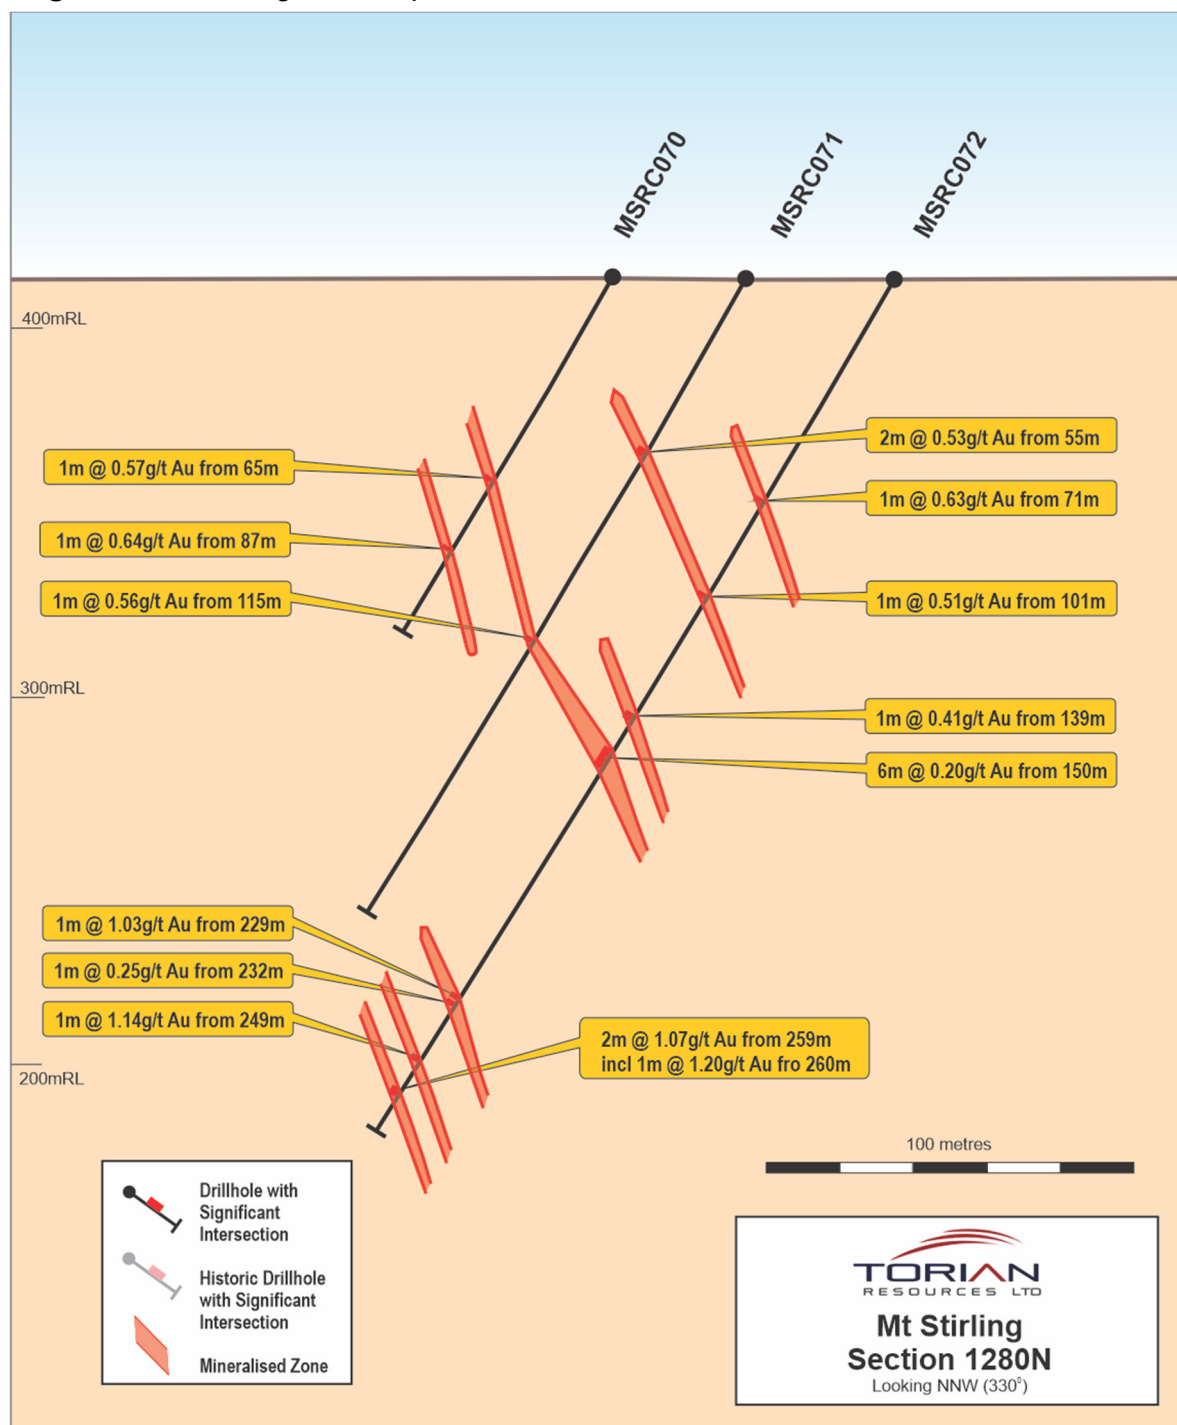 MSRC070
MSRC071
MSRC072
400mRL
300mRL
200mRL
1m @ 0.57g/t Au from 65m
1m @ 0.64g/t Au from 87m
1m @ 0.56g/t Au from 115m
2m @ 0.53g/t Au from 55m
1m @ 0.63g/t Au from 71m
1m @ 0.51g/t Au from 101m
1m @ 0.41g/t Au from 139m
6m @ 0.20g/t Au from 150m
1m @ 1.03g/t Au from 229m
1m @ 0.25g/t Au from 232m
1m @ 1.14g/t Au from 249m
2m @ 1.07g/t Au from 259m
incl 1m @ 1.20g/t Au fro 260m
100 metres
Drillhole with
Significant
Intersection
Historic Drillhole
with Significant
Intersection
Mineralised Zone
TORIAN
RESOURCES LTD
Mt Stirling
Section 1280N
Looking NNW (330⁰)